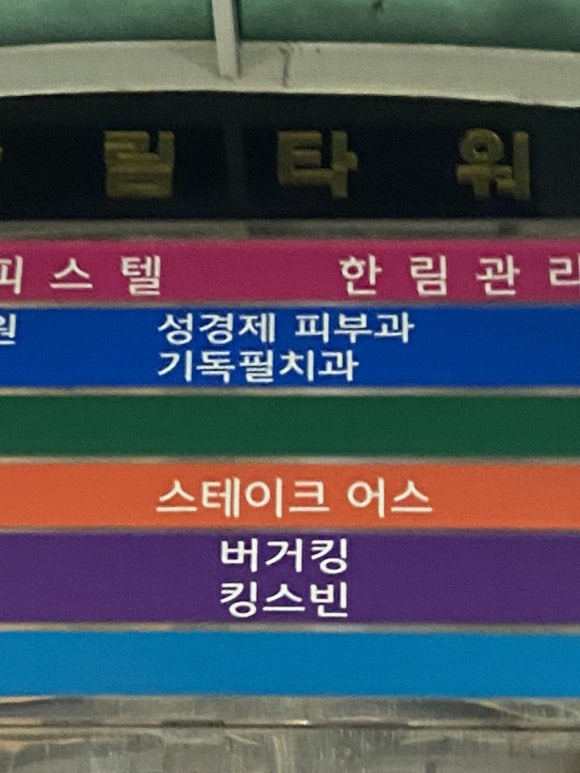 림타워
피스텔 한림관리
원 성경제 피부과
기독필치과
스테이크 어스
버거킹
킹스빈